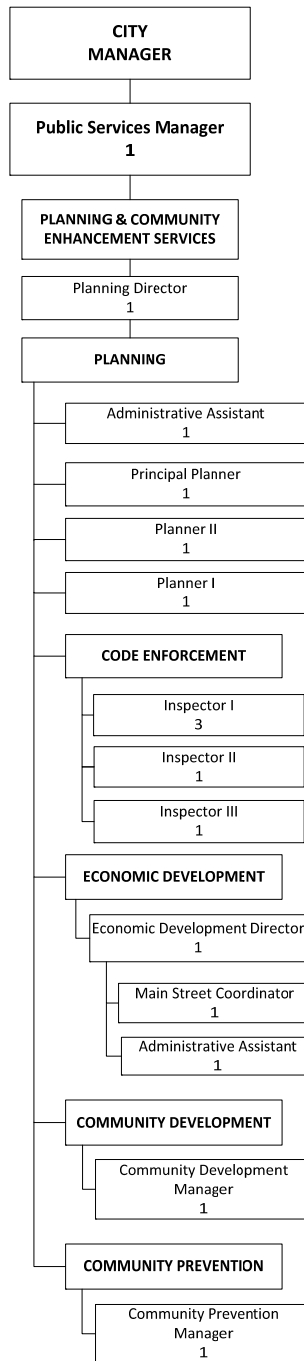 CITY
MANAGER
Public Services Manager
1
PLANNING & COMMUNITY
ENHANCEMENT SERVICES
Planning Director
1
PLANNING
Administrative Assistant
1
Principal Planner
1
Planner II
1
Planner I
1
CODE ENFORCEMENT
Inspector I
3
Inspector II
1
Inspector III
1
ECONOMIC DEVELOPMENT
Economic Development Director
1
Main Street Coordinator
1
Administrative Assistant
1
COMMUNITY DEVELOPMENT
Community Development
Manager
1
COMMUNITY PREVENTION
Community Prevention
Manager
1